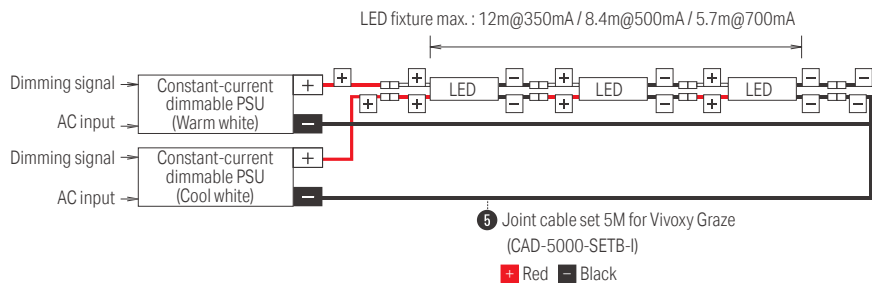 LED fixture max. : 12m@350mA / 8.4m@500mA / 5.7m@700mA
+ + − + − + − −
Dimming signal
Constant-current
dimmable PSU
(Warm white)
+
−
AC input
LED LED LED
+ + − + − + − −
Dimming signal
Constant-current
dimmable PSU
(Cool white)
+
−
AC input
5 Joint cable set 5M for Vivoxy Graze
(CAD-5000-SETB-I)
+ Red − Black